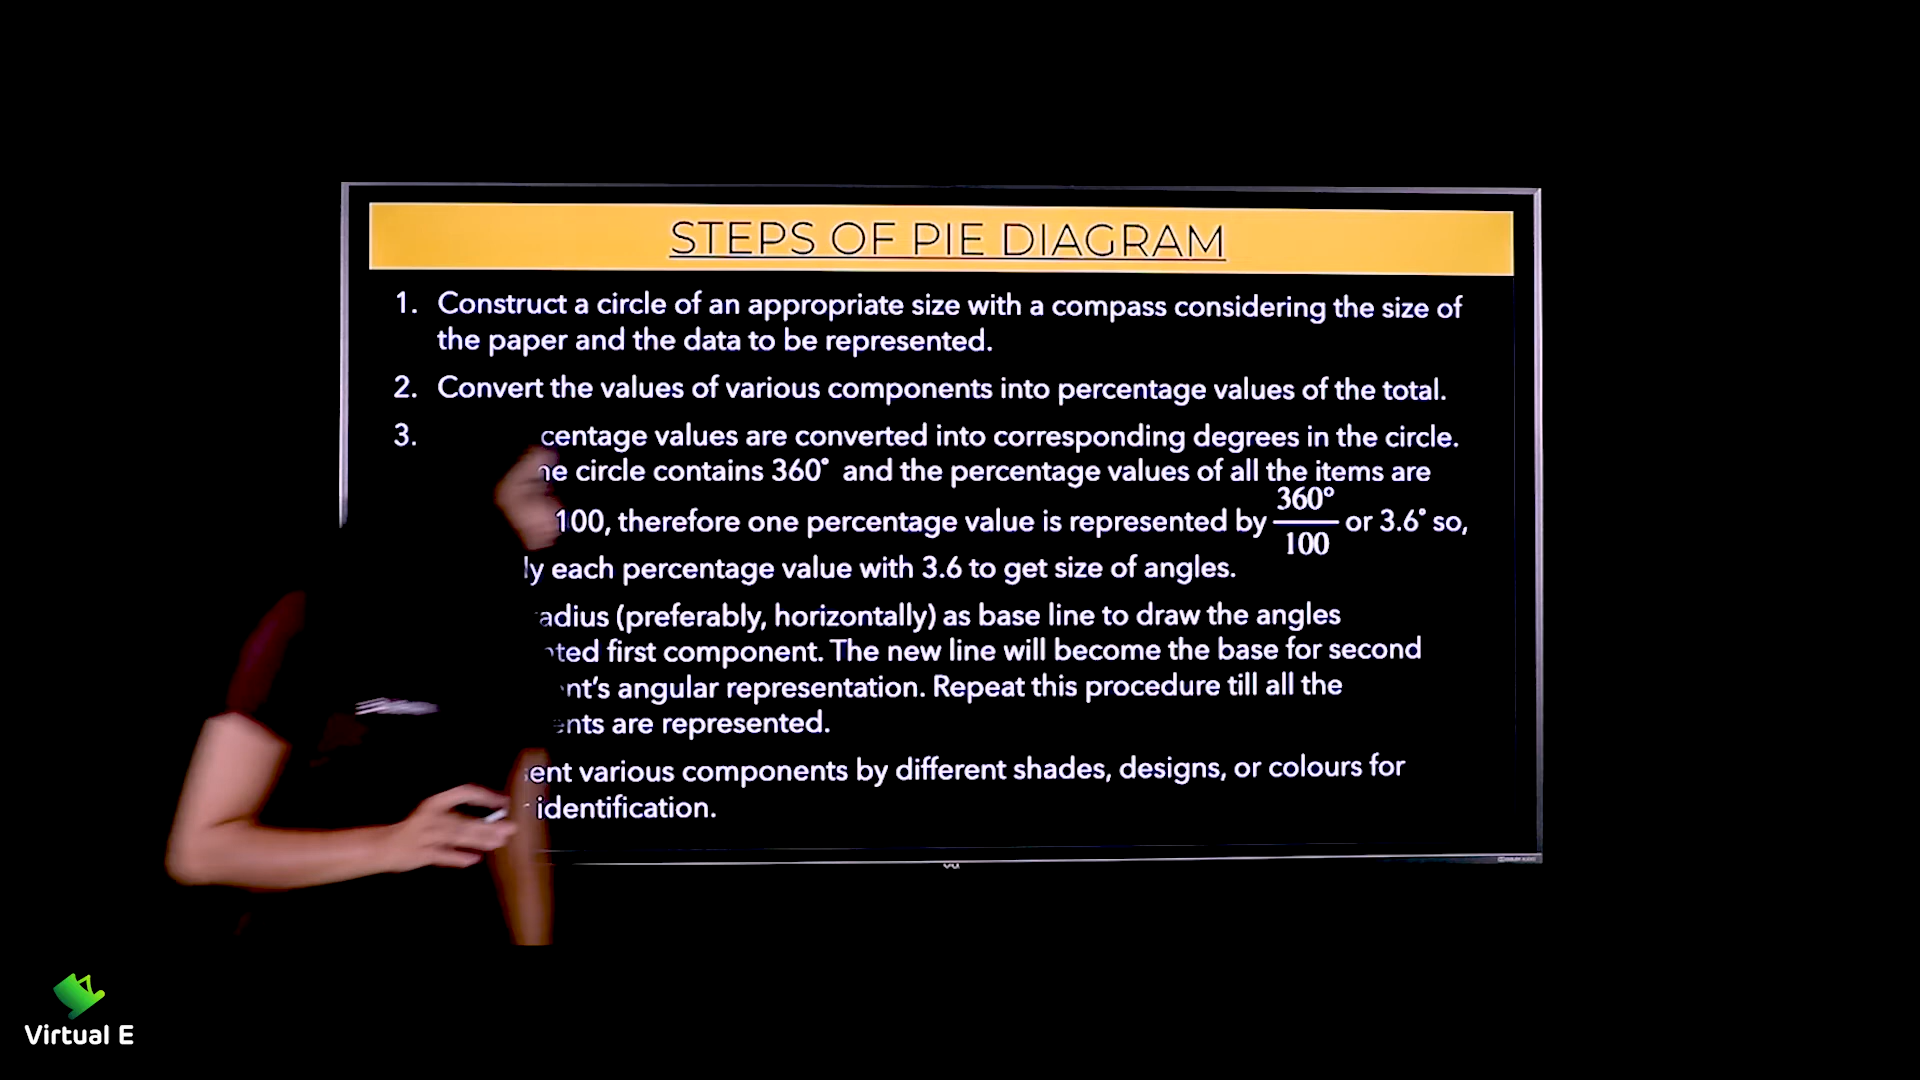 STEPS OF PIE DIAGRAM
1. Construct a circle of an appropriate size with a compass considering the size of
the paper and the data to be represented.
2. Convert the values of various components into percentage values of the total.
3. values are converted into corresponding degrees in the circle.
circle contains 360° and the percentage values of all the items are
100, therefore one percentage value is represented by 360°/100 or 3.6° so,
each percentage value with 3.6 to get size of angles.
(preferably, horizontally) as base line to draw the angles
first component. The new line will become the base for second
angular representation. Repeat this procedure till all the
are represented.
various components by different shades, designs, or colours for
identification.
Virtual E